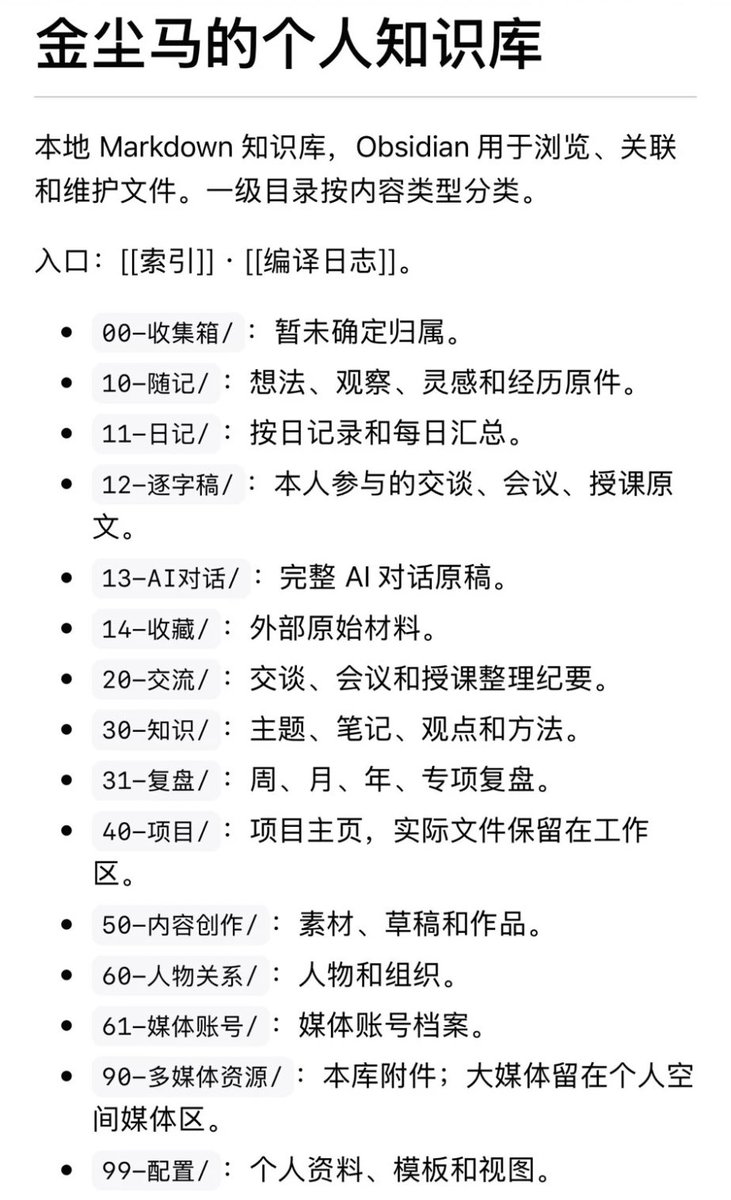 金尘马的个人知识库
本地 Markdown 知识库，Obsidian 用于浏览、关联
和维护文件。一级目录按内容类型分类。
入口：[[索引]] · [[编译日志]]。
• 00-收集箱/：暂未确定归属。
• 10-随记/：想法、观察、灵感和经历原件。
• 11-日记/：按日记录和每日汇总。
• 12-逐字稿/：本人参与的交谈、会议、授课原
文。
• 13-AI对话/：完整 AI 对话原稿。
• 14-收藏/：外部原始材料。
• 20-交流/：交谈、会议和授课整理纪要。
• 30-知识/：主题、笔记、观点和方法。
• 31-复盘/：周、月、年、专项复盘。
• 40-项目/：项目主页，实际文件保留在工作
区。
• 50-内容创作/：素材、草稿和作品。
• 60-人物关系/：人物和组织。
• 61-媒体账号/：媒体账号档案。
• 90-多媒体资源/：本库附件；大媒体留在个人空
间媒体区。
• 99-配置/：个人资料、模板和视图。